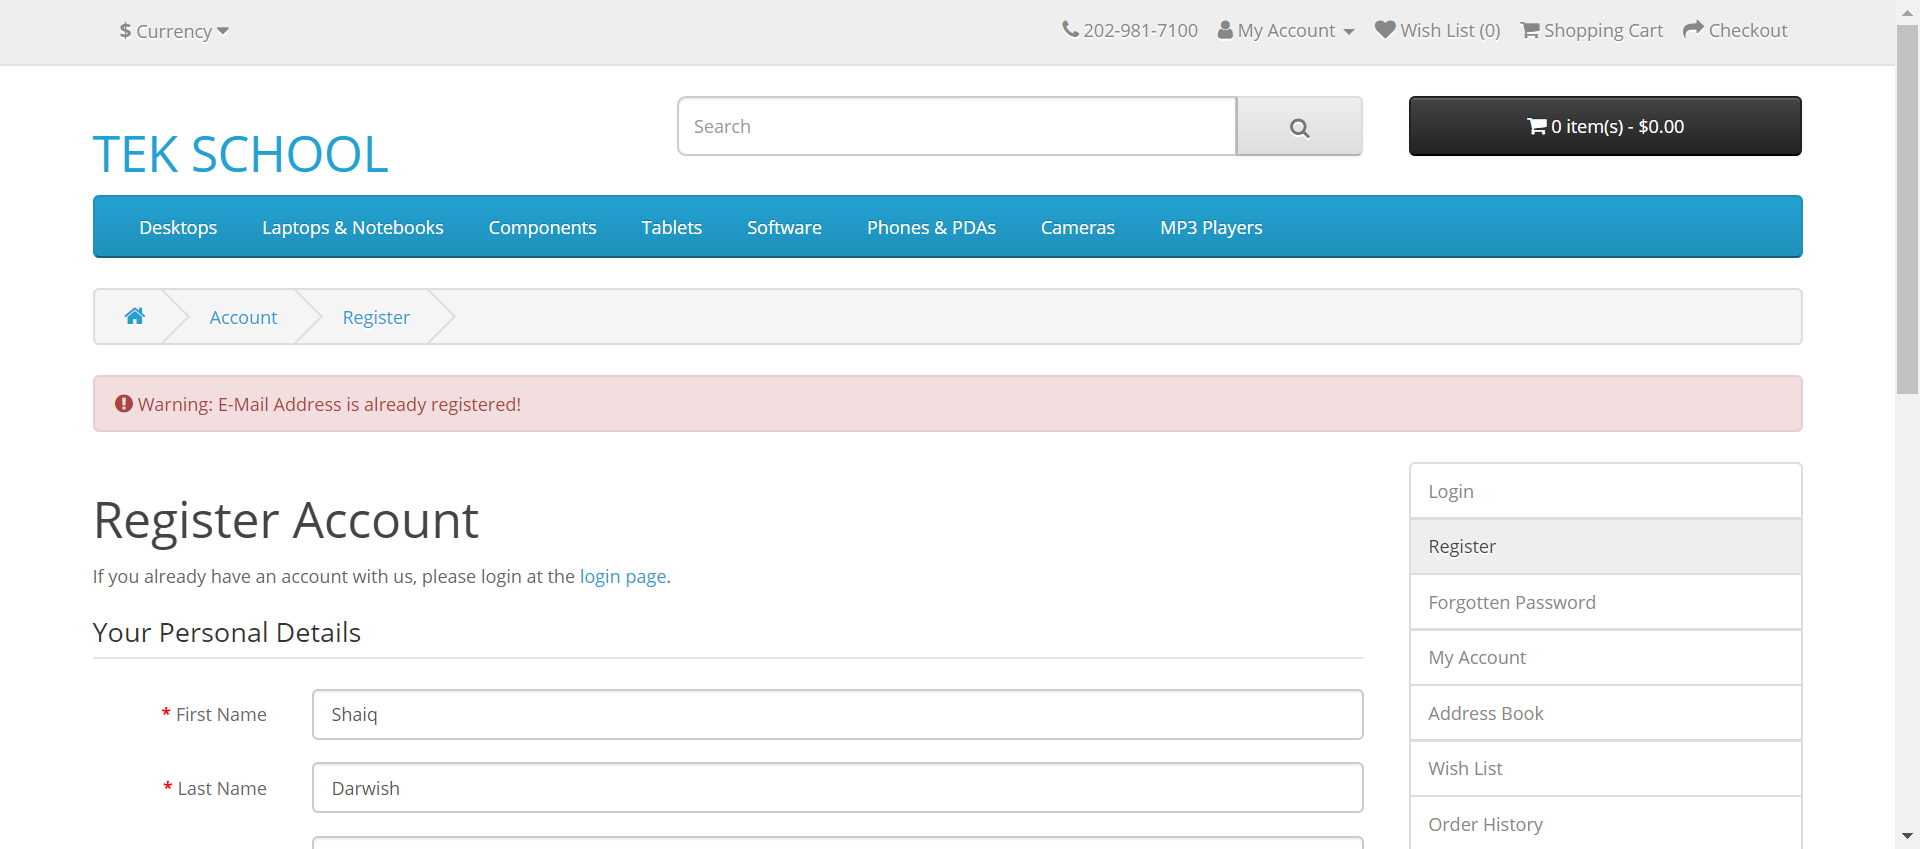 $ Currency
202-981-7100 My Account Wish List (0) Shopping Cart Checkout
TEK SCHOOL
Search
0 item(s) - $0.00
Desktops Laptops & Notebooks Components Tablets Software Phones & PDAs Cameras MP3 Players
Account Register
Warning: E-Mail Address is already registered!
Register Account
If you already have an account with us, please login at the login page.
Your Personal Details
* First Name Shaiq
* Last Name Darwish
Login
Register
Forgotten Password
My Account
Address Book
Wish List
Order History